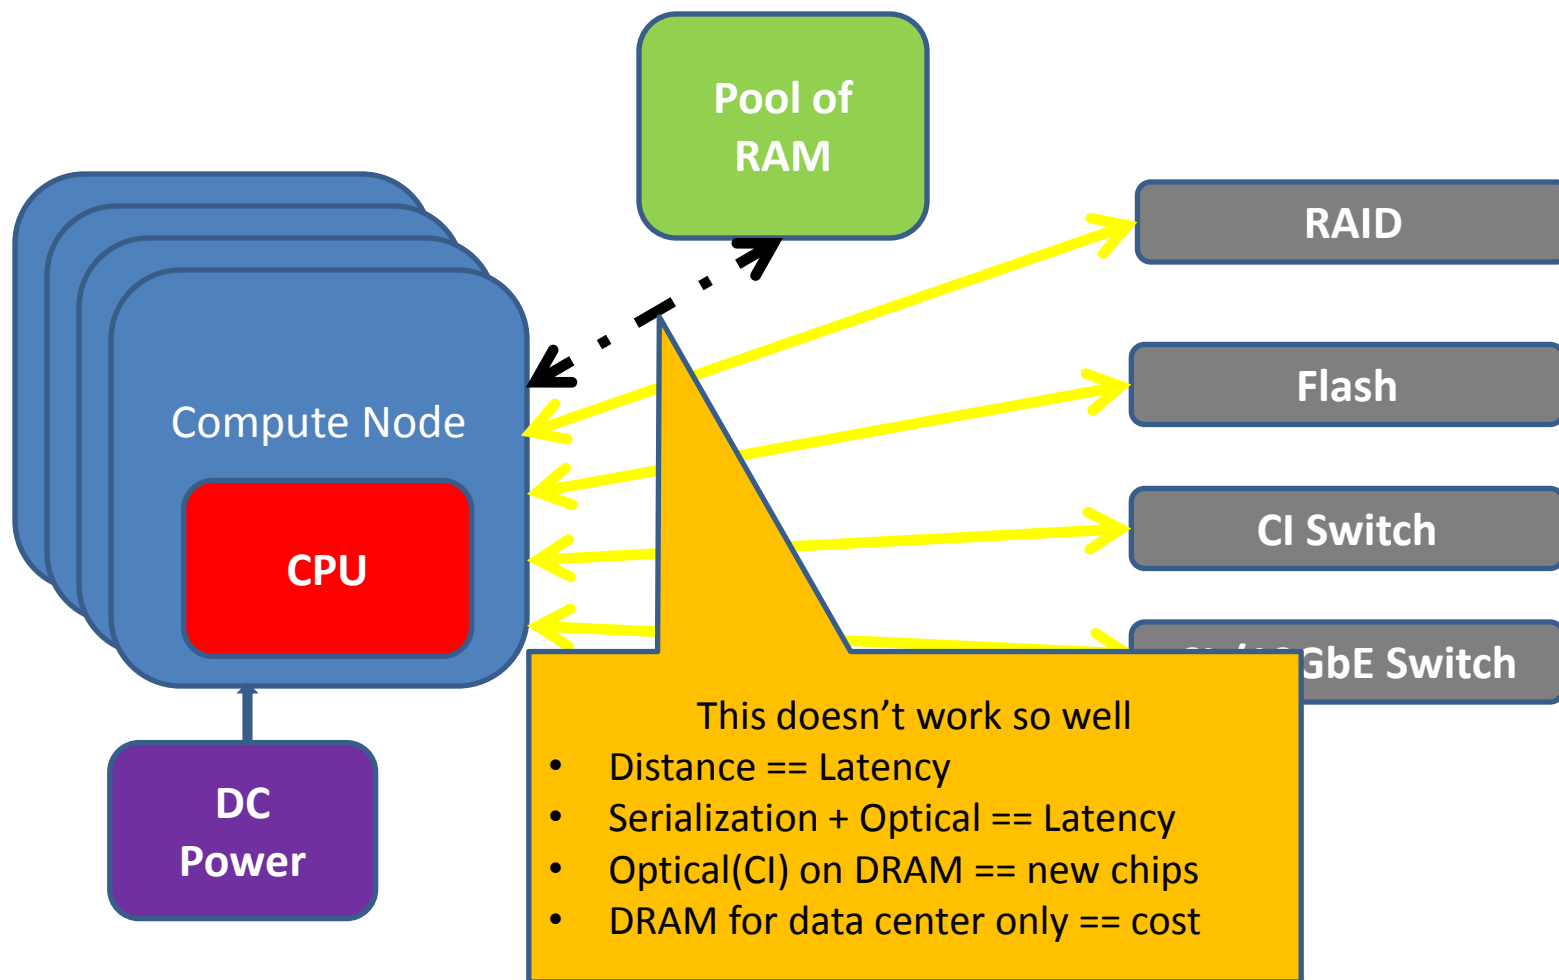 Pool of
RAM
RAID
Flash
Compute Node
CI Switch
CPU
GbE Switch
This doesn’t work so well
• Distance == Latency
• Serialization + Optical == Latency
• Optical(CI) on DRAM == new chips
• DRAM for data center only == cost
DC
Power